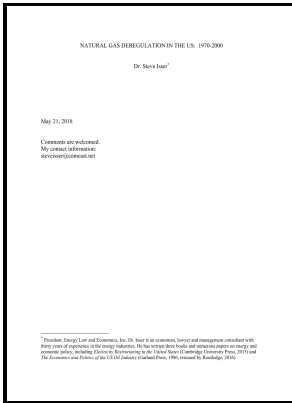 NATURAL GAS DEREGULATION IN THE US: 1970-2000
Dr. Steve Isser*
May 21, 2018
Comments are welcomed.
My contact information:
steveisser@comcast.net
* President, Energy Law and Economics, Inc. Dr. Isser is an economist, lawyer and management consultant with
thirty years of experience in the energy industries. He has written three books and numerous papers on energy and
economic policy, including Electricity Restructuring in the United States (Cambridge University Press, 2015) and
The Economics and Politics of the US Oil Industry (Garland Press, 1996, reissued by Routledge, 2016).